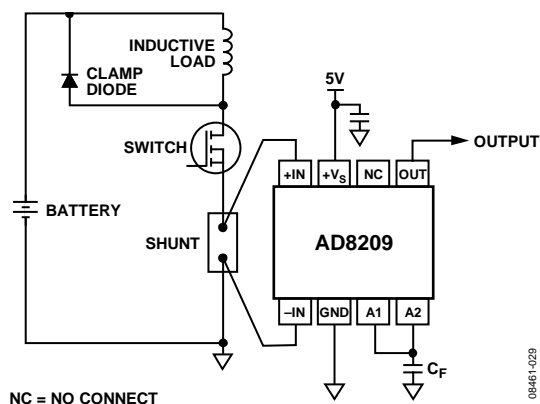 INDUCTIVE
LOAD
CLAMP
DIODE
5V
OUTPUT
SWITCH
+IN
+VS
NC
OUT
BATTERY
SHUNT
AD8209
–IN
GND
A1
A2
CF
NC = NO CONNECT
08461-029